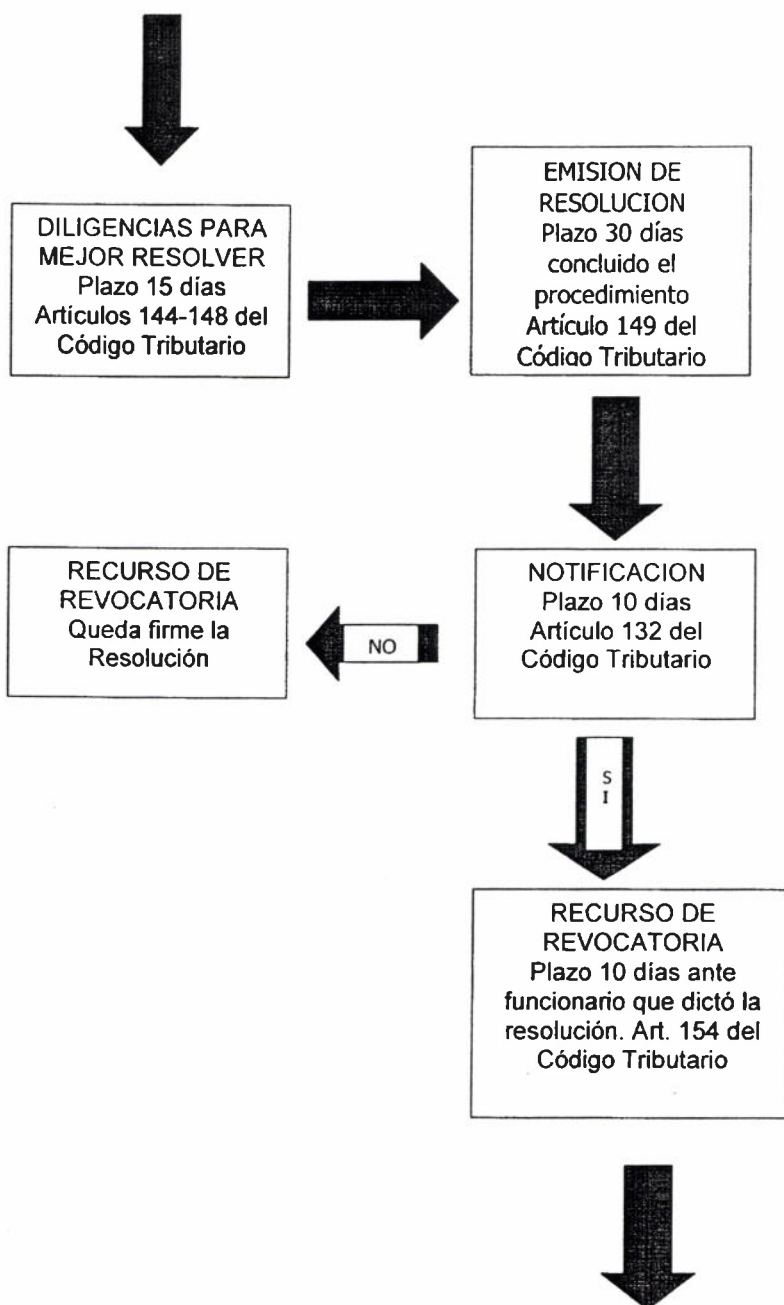 DILIGENCIAS PARA
MEJOR RESOLVER
Plazo 15 días
Artículos 144-148 del
Código Tributario
EMISION DE
RESOLUCION
Plazo 30 días
concluido el
procedimiento
Artículo 149 del
Código Tributario
RECURSO DE
REVOCATORIA
Queda firme la
Resolución
NO
NOTIFICACION
Plazo 10 dias
Artículo 132 del
Código Tributario
S
I
RECURSO DE
REVOCATORIA
Plazo 10 días ante
funcionario que dictó la
resolución. Art. 154 del
Código Tributario